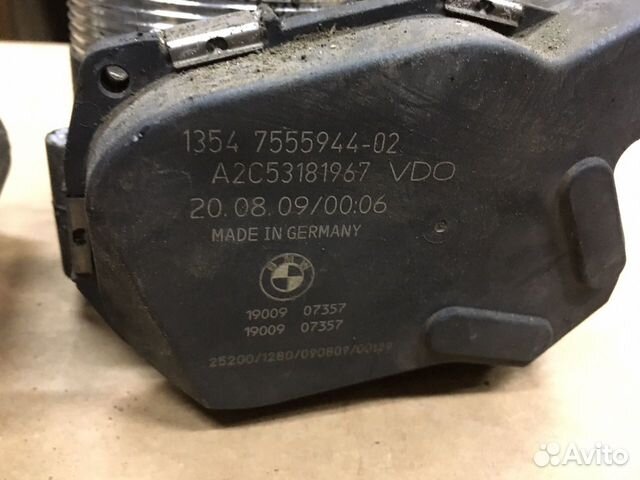 1354 7555944-02
A2C53181967 VDO
20.08.09/00:06
MADE IN GERMANY
BMW
19009 07357
19009 07357
25200/1280/090809/00129
Avito